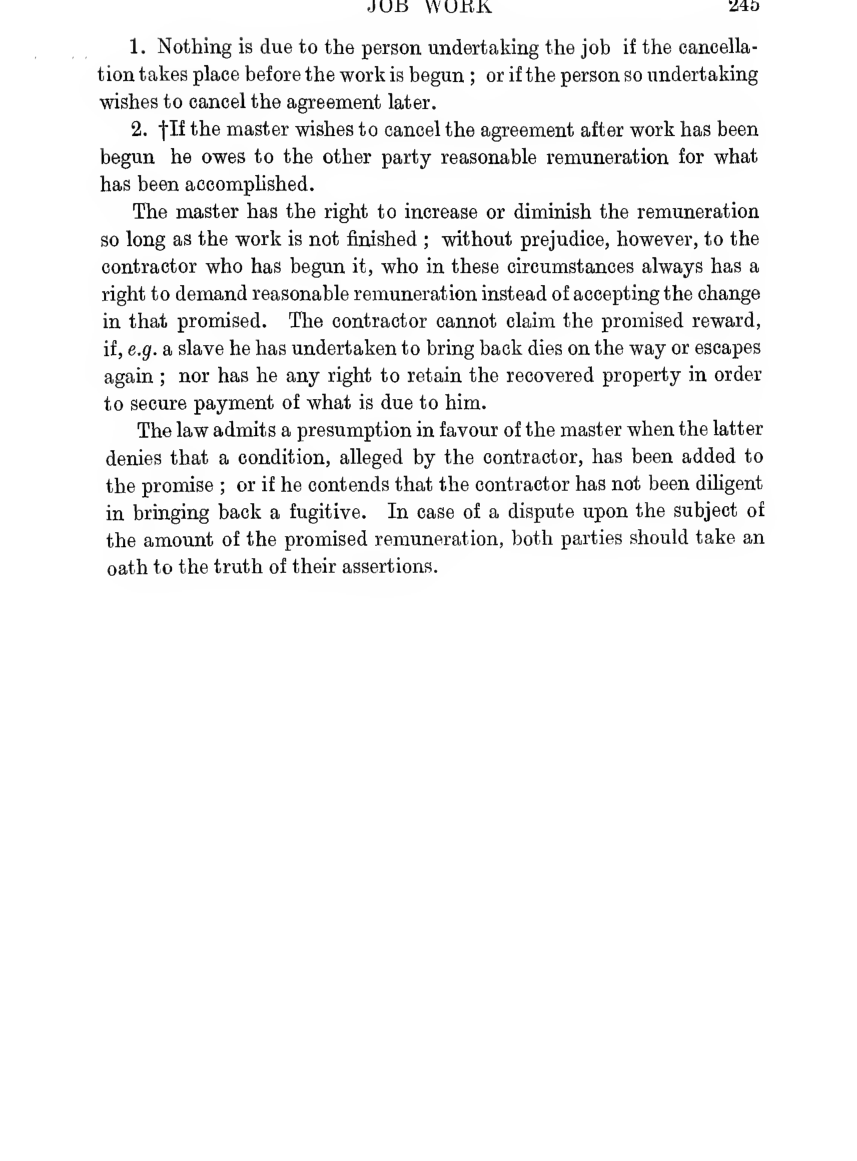 JOB WORK 245
1. Nothing is due to the person undertaking the job if the cancella-
tion takes place before the work is begun ; or if the person so undertaking
wishes to cancel the agreement later.
2. †If the master wishes to cancel the agreement after work has been
begun he owes to the other party reasonable remuneration for what
has been accomplished.
The master has the right to increase or diminish the remuneration
so long as the work is not finished ; without prejudice, however, to the
contractor who has begun it, who in these circumstances always has a
right to demand reasonable remuneration instead of accepting the change
in that promised. The contractor cannot claim the promised reward,
if, e.g. a slave he has undertaken to bring back dies on the way or escapes
again ; nor has he any right to retain the recovered property in order
to secure payment of what is due to him.
The law admits a presumption in favour of the master when the latter
denies that a condition, alleged by the contractor, has been added to
the promise ; or if he contends that the contractor has not been diligent
in bringing back a fugitive. In case of a dispute upon the subject of
the amount of the promised remuneration, both parties should take an
oath to the truth of their assertions.